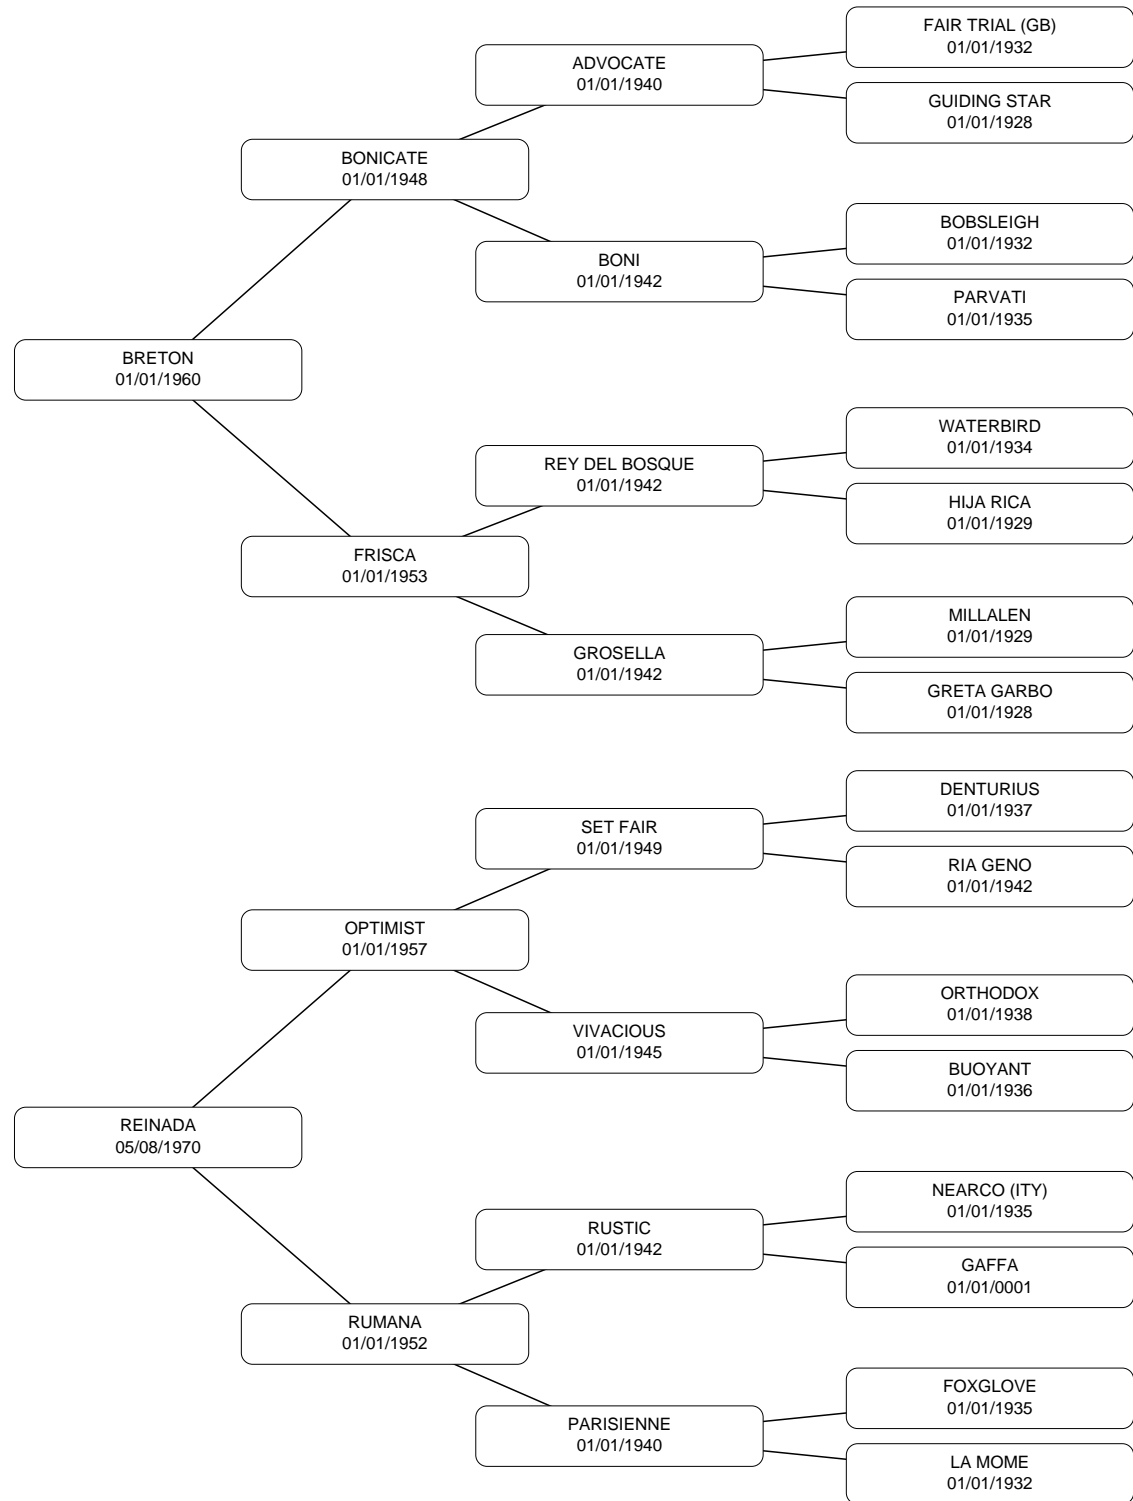 FAIR TRIAL (GB)
01/01/1932
ADVOCATE
01/01/1940
GUIDING STAR
01/01/1928
BONICATE
01/01/1948
BOBSLEIGH
01/01/1932
BONI
01/01/1942
PARVATI
01/01/1935
BRETON
01/01/1960
WATERBIRD
01/01/1934
REY DEL BOSQUE
01/01/1942
HIJA RICA
01/01/1929
FRISCA
01/01/1953
MILLALEN
01/01/1929
GROSELLA
01/01/1942
GRETA GARBO
01/01/1928
DENTURIUS
01/01/1937
SET FAIR
01/01/1949
RIA GENO
01/01/1942
OPTIMIST
01/01/1957
ORTHODOX
01/01/1938
VIVACIOUS
01/01/1945
BUOYANT
01/01/1936
REINADA
05/08/1970
NEARCO (ITY)
01/01/1935
RUSTIC
01/01/1942
GAFFA
01/01/0001
RUMANA
01/01/1952
FOXGLOVE
01/01/1935
PARISIENNE
01/01/1940
LA MOME
01/01/1932